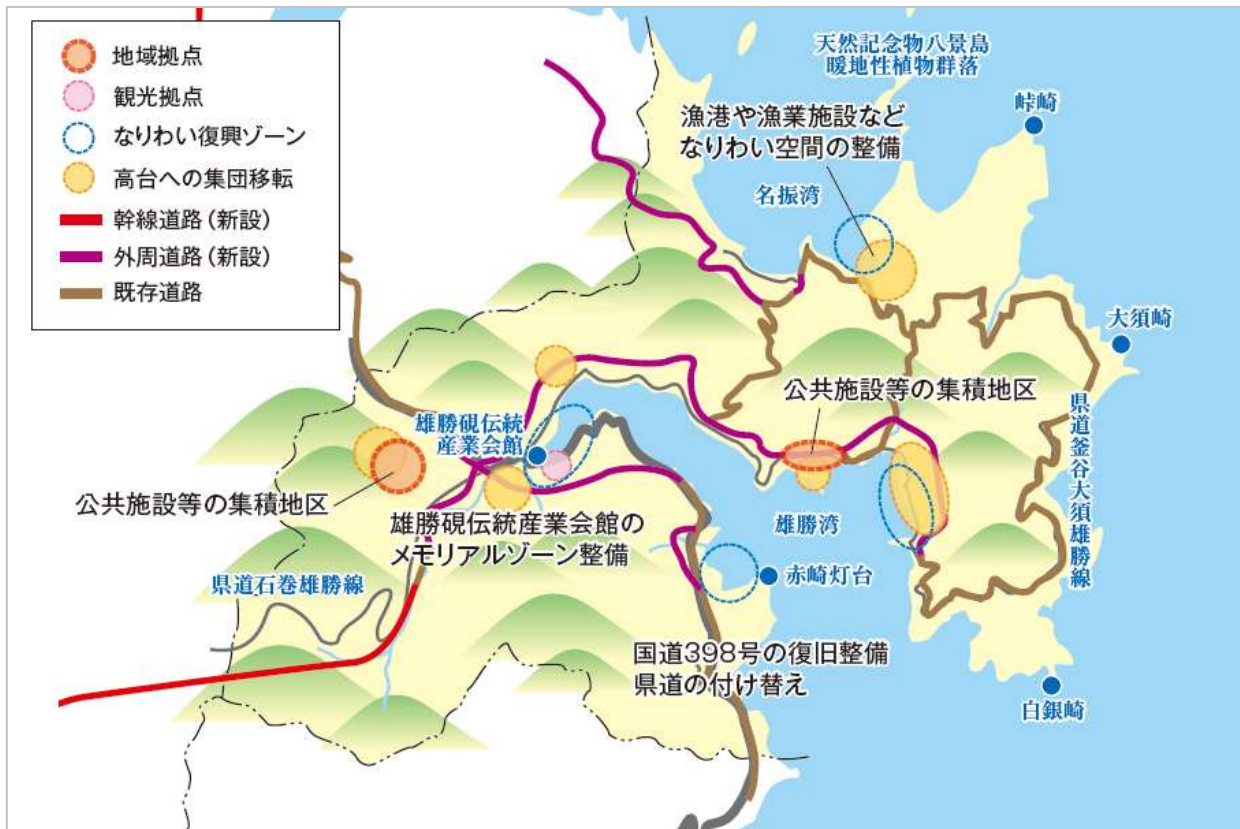 地域拠点
観光拠点
なりわい復興ゾーン
高台への集団移転
幹線道路（新設）
外周道路（新設）
既存道路
天然記念物八景島
暖地性植物群落
峠崎
漁港や漁業施設など
なりわい空間の整備
名振湾
大須崎
公共施設等の集積地区
雄勝硯伝統
産業会館
県道釜谷大須雄勝線
公共施設等の集積地区
雄勝硯伝統産業会館の
メモリアルゾーン整備
雄勝湾
県道石巻雄勝線
赤崎灯台
国道398号の復旧整備
県道の付け替え
白銀崎